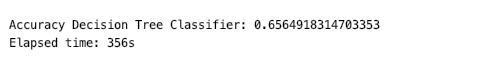 Accuracy Decision Tree Classifier: 0.6564918314703353
Elapsed time: 356s